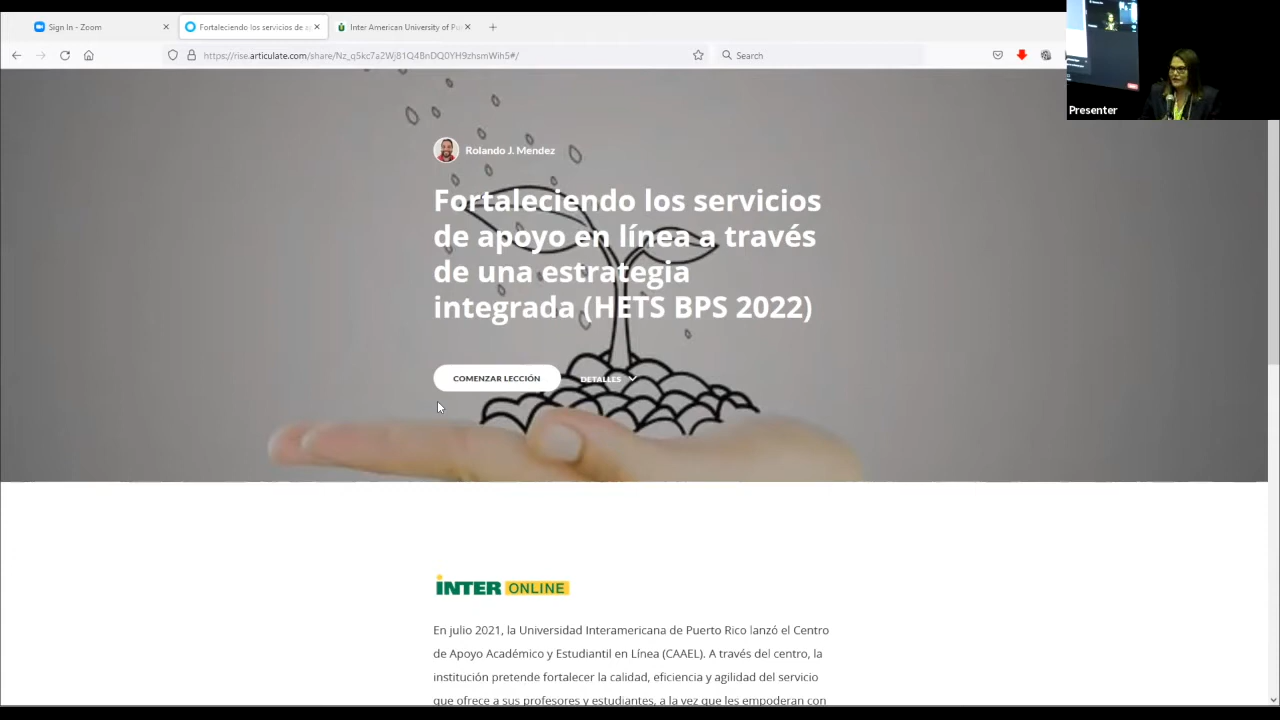 Sign In - Zoom
Fortaleciendo los servicios de a
Inter American University of Pu
https://rise.articulate.com/share/Nz_q5kc7a2Wj81Q4BnDQ0YH9zhsmWih5#/
Search
Presenter
Rolando J. Mendez
Fortaleciendo los servicios
de apoyo en línea a través
de una estrategia
integrada (HETS BPS 2022)
COMENZAR LECCIÓN
DETALLES
INTER ONLINE
En julio 2021, la Universidad Interamericana de Puerto Rico lanzó el Centro
de Apoyo Académico y Estudiantil en Línea (CAAEL). A través del centro, la
institución pretende fortalecer la calidad, eficiencia y agilidad del servicio
que ofrece a sus profesores y estudiantes, a la vez que les empoderan con